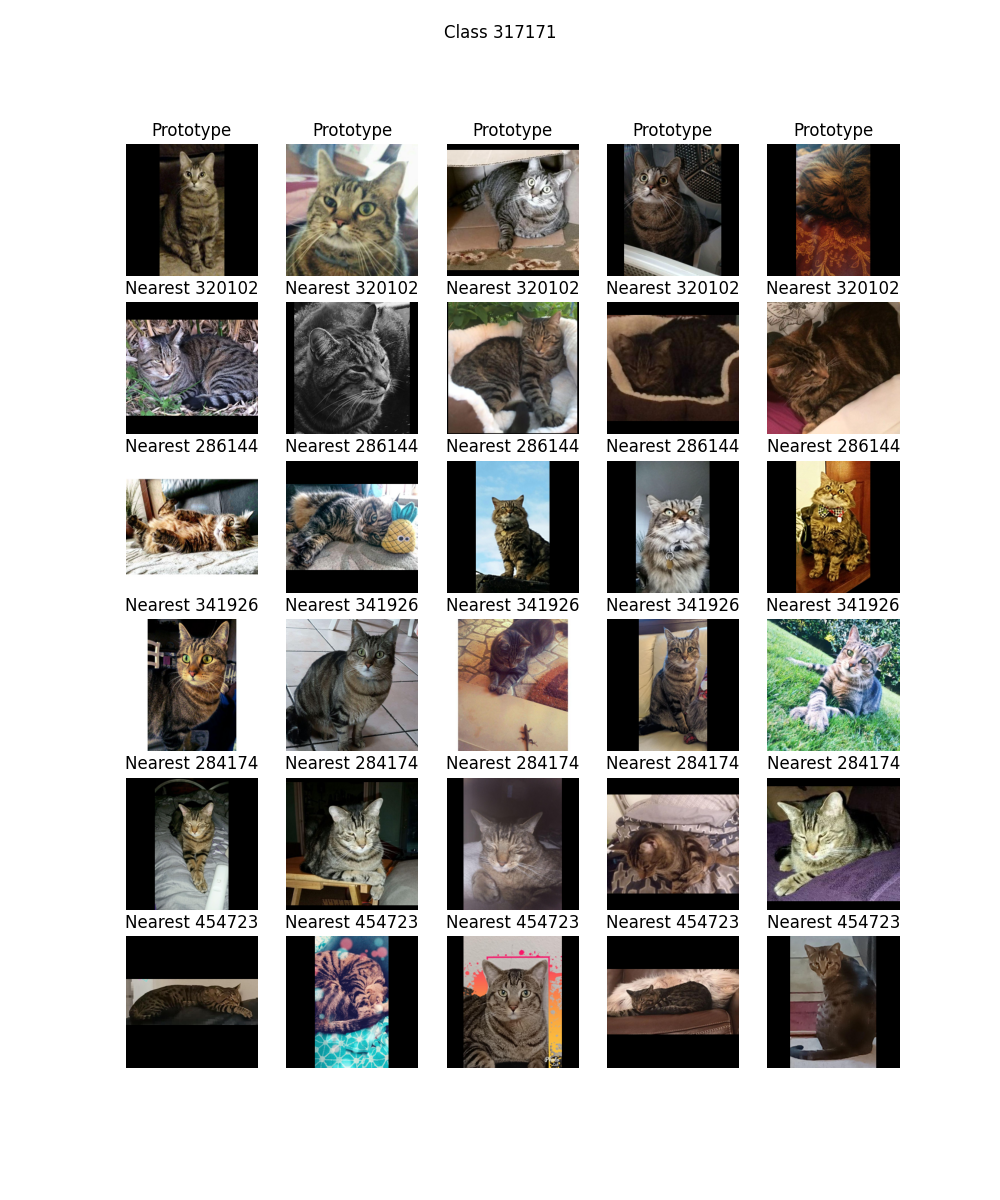 Class 317171
Prototype Prototype Prototype Prototype Prototype
Nearest 320102 Nearest 320102 Nearest 320102 Nearest 320102 Nearest 320102
Nearest 286144 Nearest 286144 Nearest 286144 Nearest 286144 Nearest 286144
Nearest 341926 Nearest 341926 Nearest 341926 Nearest 341926 Nearest 341926
Nearest 284174 Nearest 284174 Nearest 284174 Nearest 284174 Nearest 284174
Nearest 454723 Nearest 454723 Nearest 454723 Nearest 454723 Nearest 454723